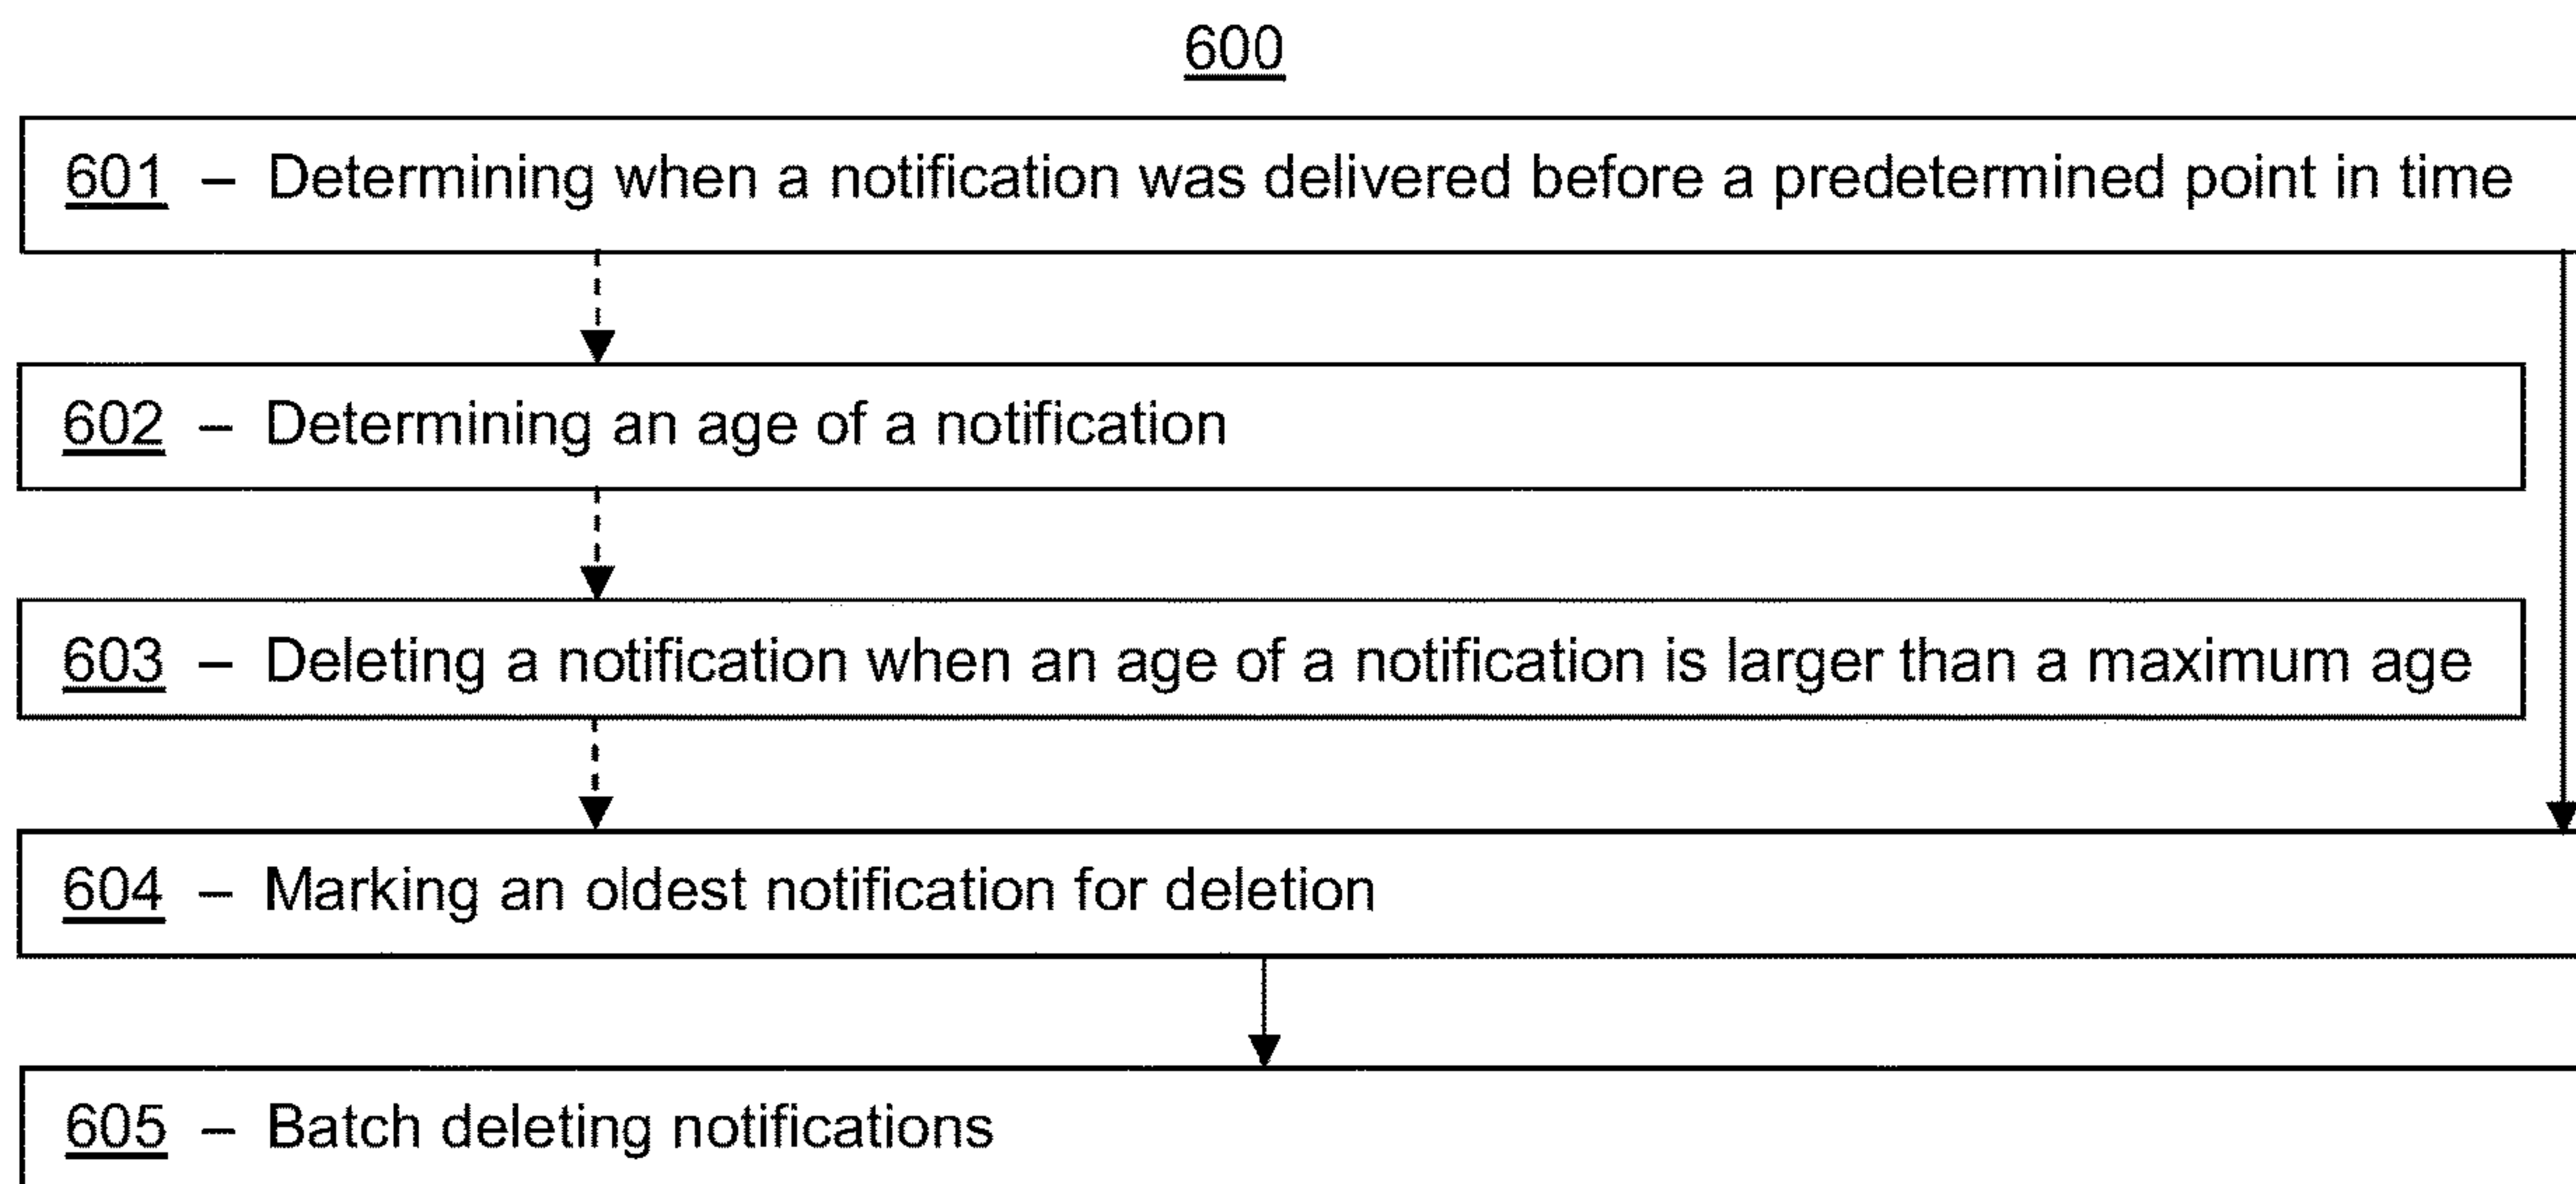 600
601 – Determining when a notification was delivered before a predetermined point in time
602 – Determining an age of a notification
603 – Deleting a notification when an age of a notification is larger than a maximum age
604 – Marking an oldest notification for deletion
605 – Batch deleting notifications